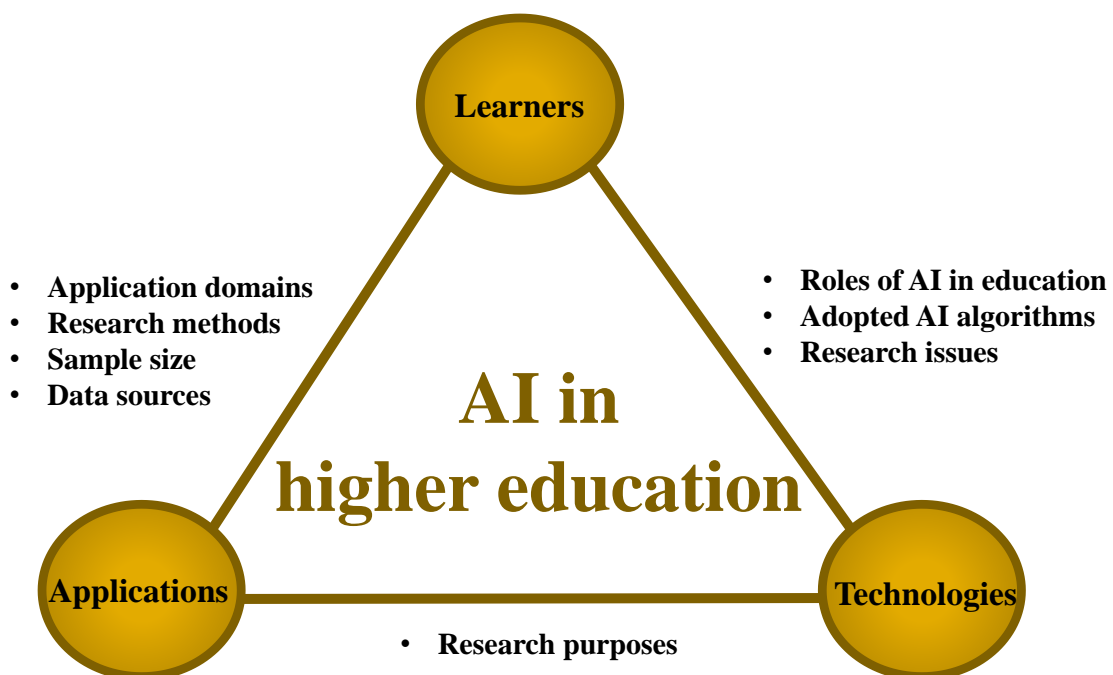 Learners
• Application domains
• Research methods
• Sample size
• Data sources
• Roles of AI in education
• Adopted AI algorithms
• Research issues
AI in
higher education
Applications
Technologies
• Research purposes